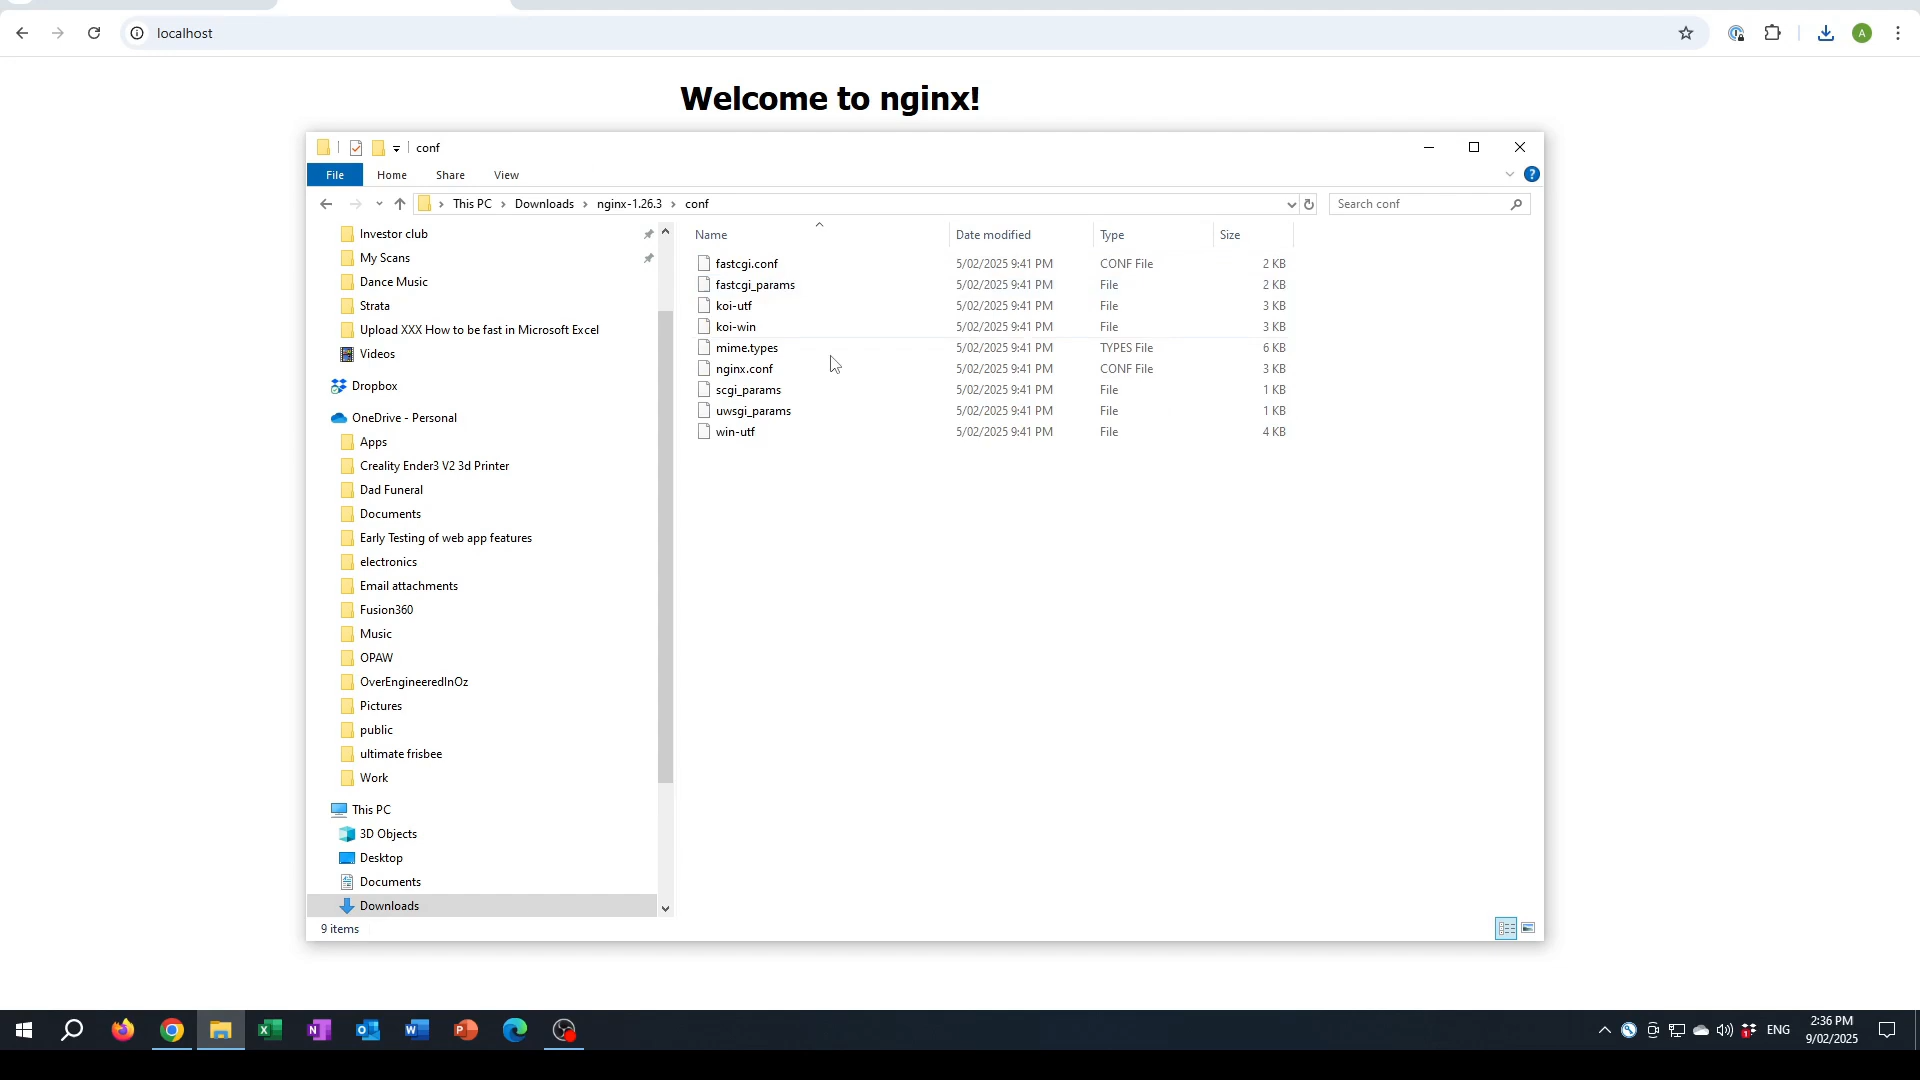 localhost
A
Welcome to nginx!
conf
File Home Share View
This PC Downloads nginx-1.26.3 conf
Search conf
Name Date modified Type Size
Investor club
My Scans
Dance Music
Strata
Upload XXX How to be fast in Microsoft Excel
Videos
Dropbox
OneDrive - Personal
Apps
Creality Ender3 V2 3d Printer
Dad Funeral
Documents
Early Testing of web app features
electronics
Email attachments
Fusion360
Music
OPAW
OverEngineeredInOz
Pictures
public
ultimate frisbee
Work
This PC
3D Objects
Desktop
Documents
Downloads
fastcgi.conf 5/02/2025 9:41 PM CONF File 2 KB
fastcgi_params 5/02/2025 9:41 PM File 2 KB
koi-utf 5/02/2025 9:41 PM File 3 KB
koi-win 5/02/2025 9:41 PM File 3 KB
mime.types 5/02/2025 9:41 PM TYPES File 6 KB
nginx.conf 5/02/2025 9:41 PM CONF File 3 KB
scgi_params 5/02/2025 9:41 PM File 1 KB
uwsgi_params 5/02/2025 9:41 PM File 1 KB
win-utf 5/02/2025 9:41 PM File 4 KB
9 items
ENG
2:36 PM
9/02/2025